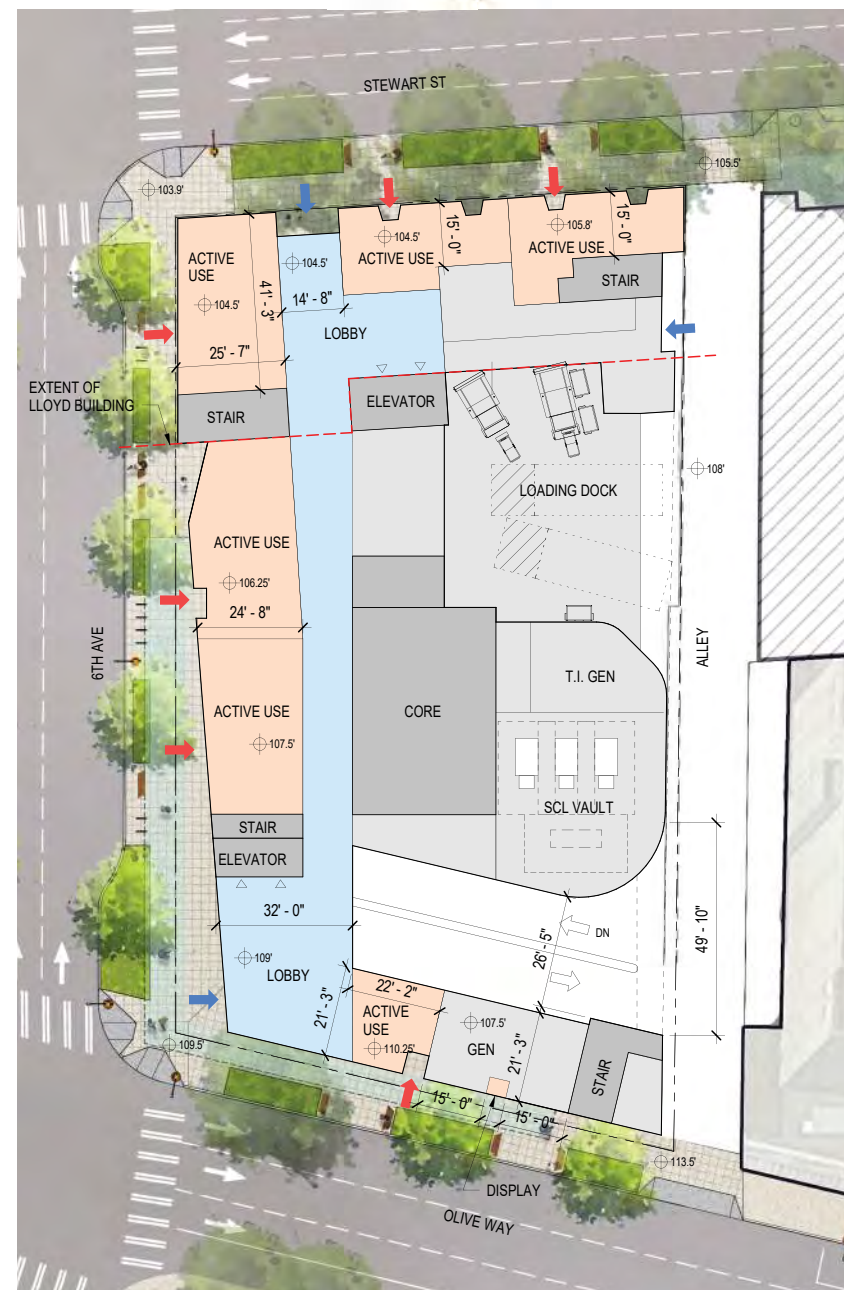 STEWART ST
105.5'
103.9'
ACTIVE
USE
104.5'
41' - 3"
25' - 7"
104.5'
14' - 8"
LOBBY
104.5'
ACTIVE USE
15' - 0"
105.8'
ACTIVE USE
15' - 0"
STAIR
EXTENT OF
LLOYD BUILDING
STAIR
ELEVATOR
LOADING DOCK
108'
ACTIVE USE
106.25'
24' - 8"
6TH AVE
ALLEY
T.I. GEN
ACTIVE USE
107.5'
CORE
SCL VAULT
STAIR
ELEVATOR
32' - 0"
109'
LOBBY
26' - 5"
DN
49' - 10"
21' - 3"
22' - 2"
ACTIVE
USE
110.25'
107.5'
GEN
21' - 3"
STAIR
109.5'
15' - 0"
15' - 0"
113.5'
DISPLAY
OLIVE WAY